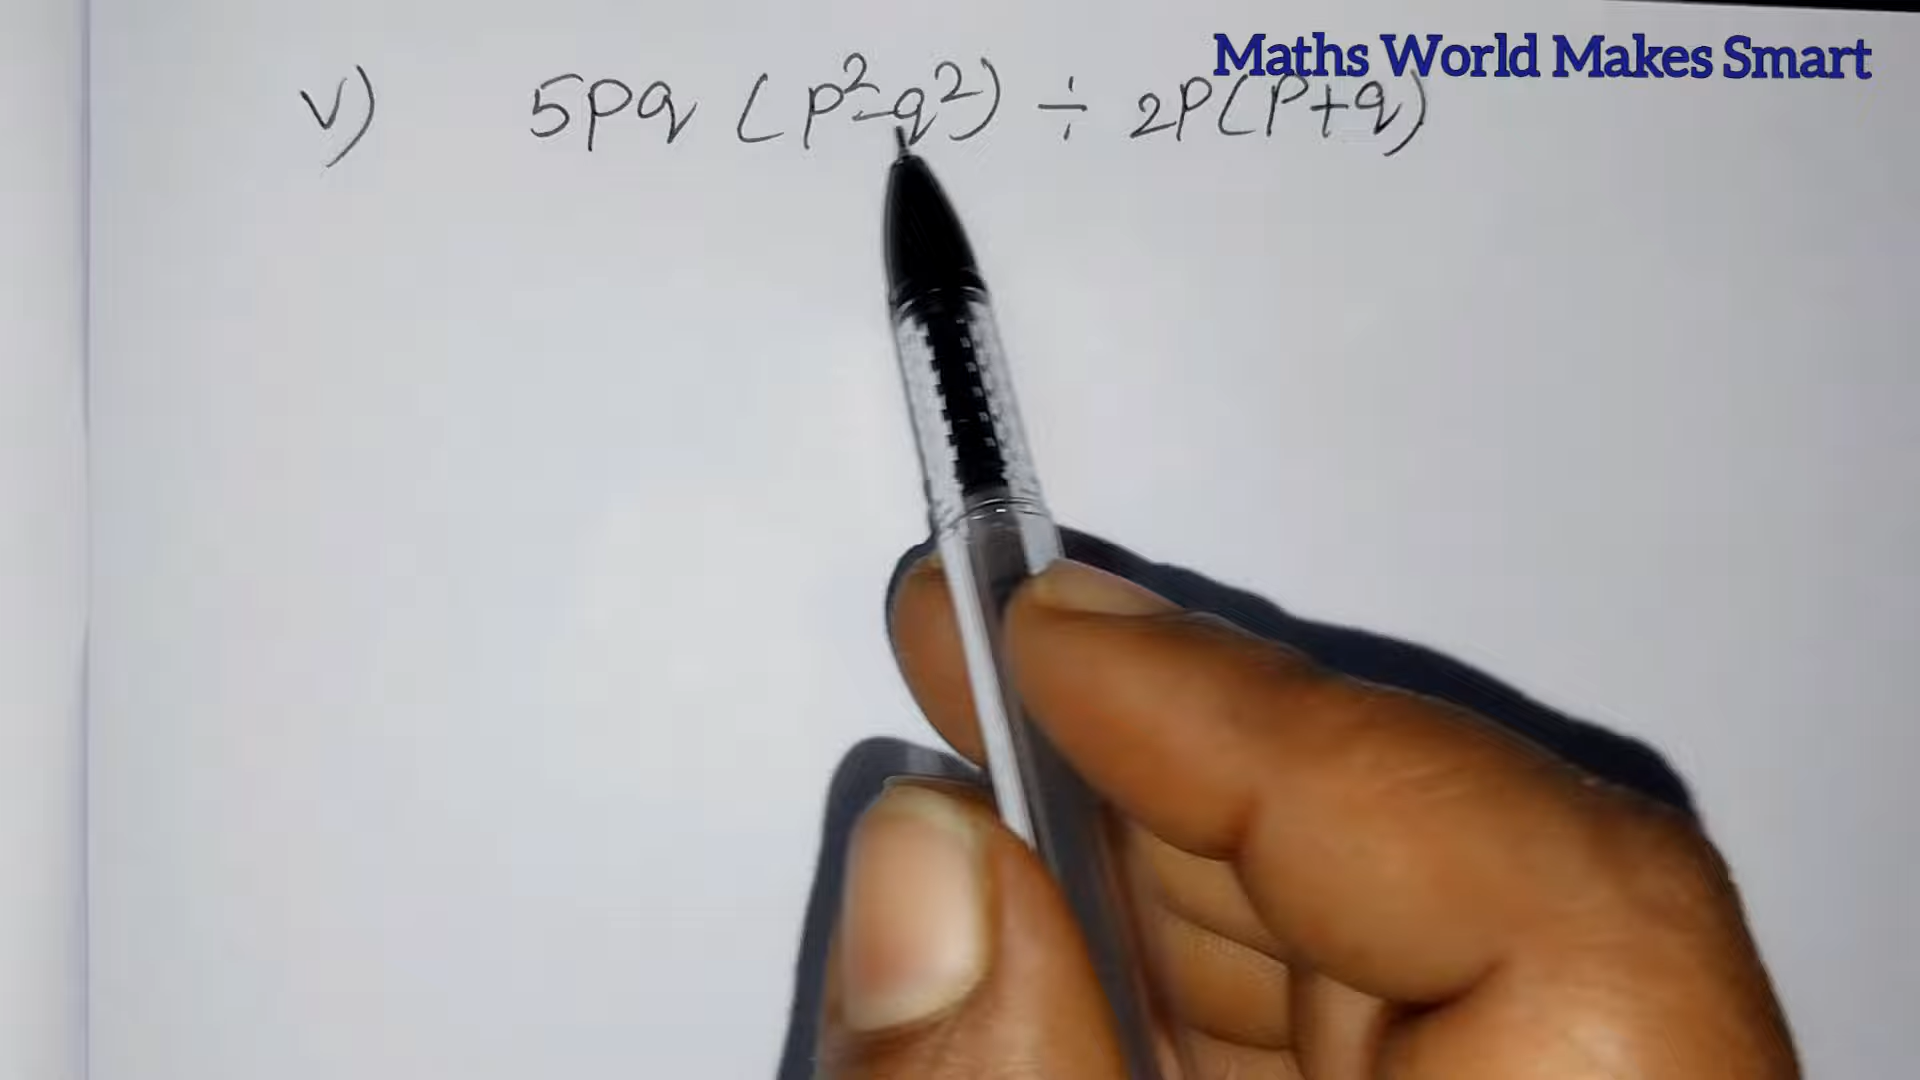 Maths World Makes Smart
v) 5pq (p²-q²) ÷ 2p(p+q)